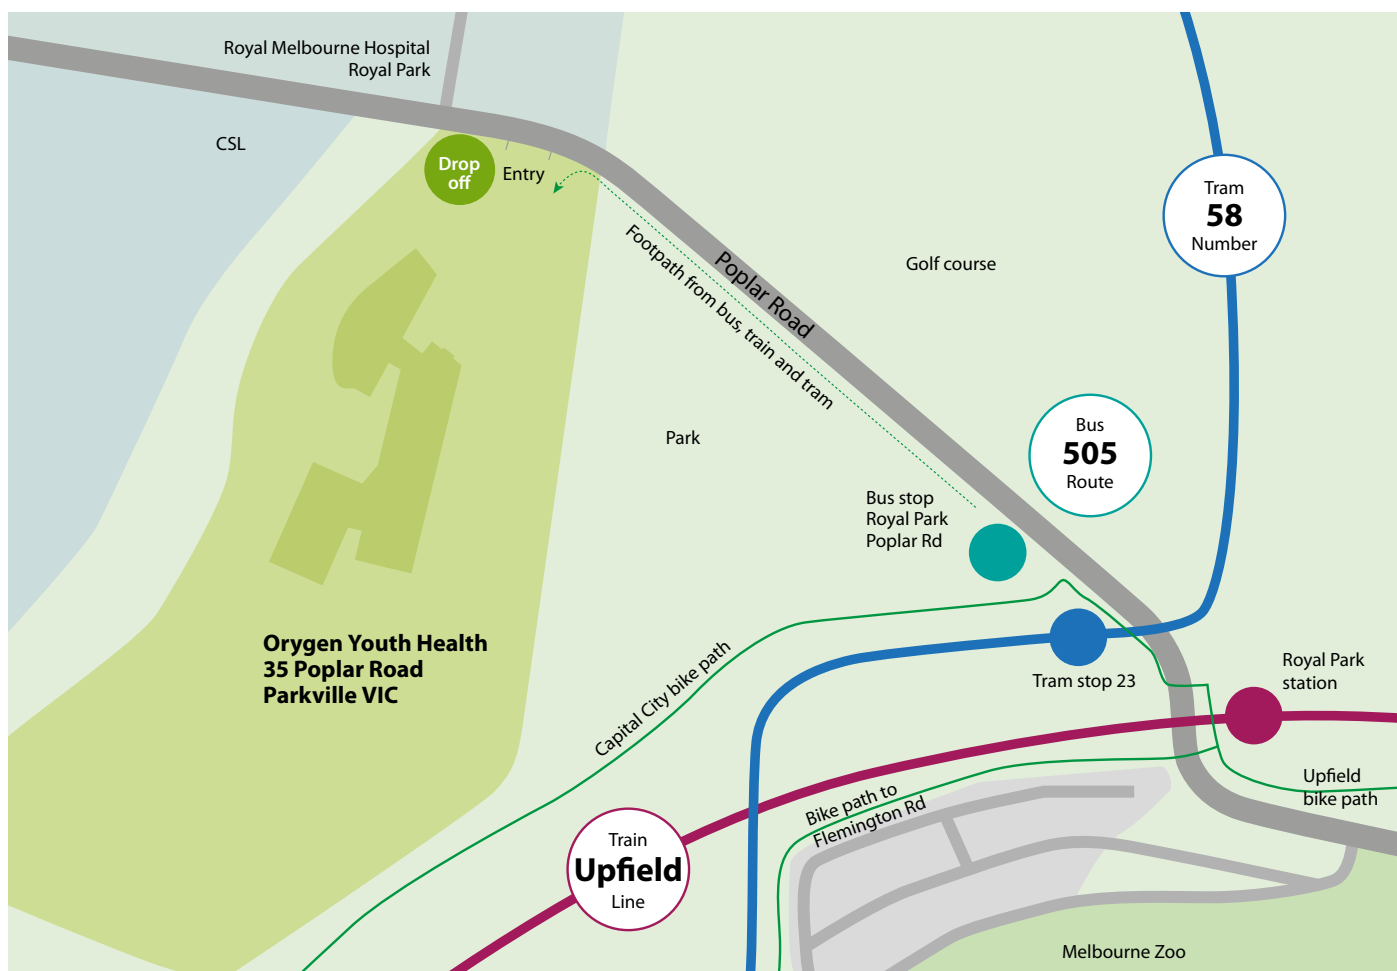 Royal Melbourne Hospital
Royal Park
CSL
Drop
off
Entry
Tram
58
Number
Golf course
Poplar Road
Footpath from bus, train and tram
Park
Bus
505
Route
Bus stop
Royal Park
Poplar Rd
Orygen Youth Health
35 Poplar Road
Parkville VIC
Capital City bike path
Tram stop 23
Royal Park
station
Upfield
bike path
Bike path to
Flemington Rd
Train
Upfield
Line
Melbourne Zoo